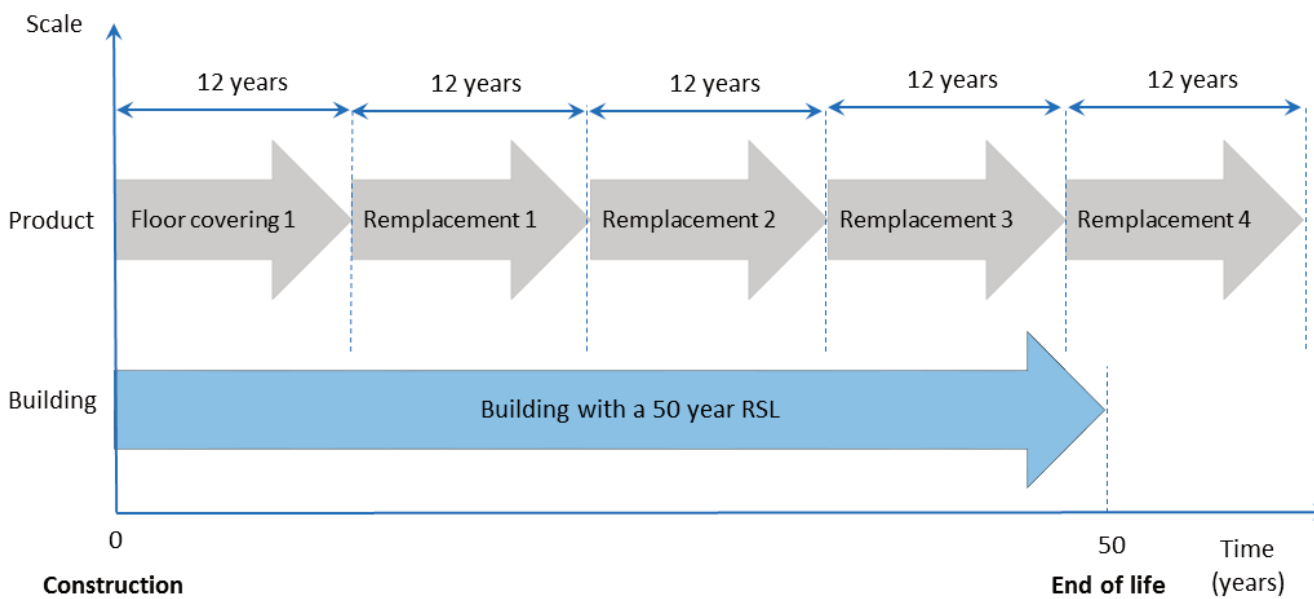 Scale
12 years
12 years
12 years
12 years
12 years
Product
Floor covering 1
Remplacement 1
Remplacement 2
Remplacement 3
Remplacement 4
Building
Building with a 50 year RSL
0
50
Time
(years)
Construction
End of life